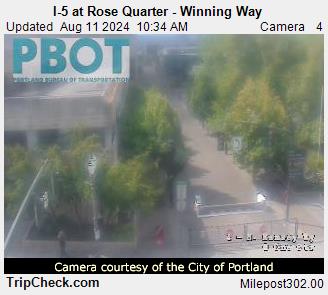 I-5 at Rose Quarter - Winning Way
Updated Aug 11 2024 10:34 AM Camera 4
PBOT
PORTLAND BUREAU OF TRANSPORTATION
Camera courtesy of the City of Portland
TripCheck.com Milepost302.00